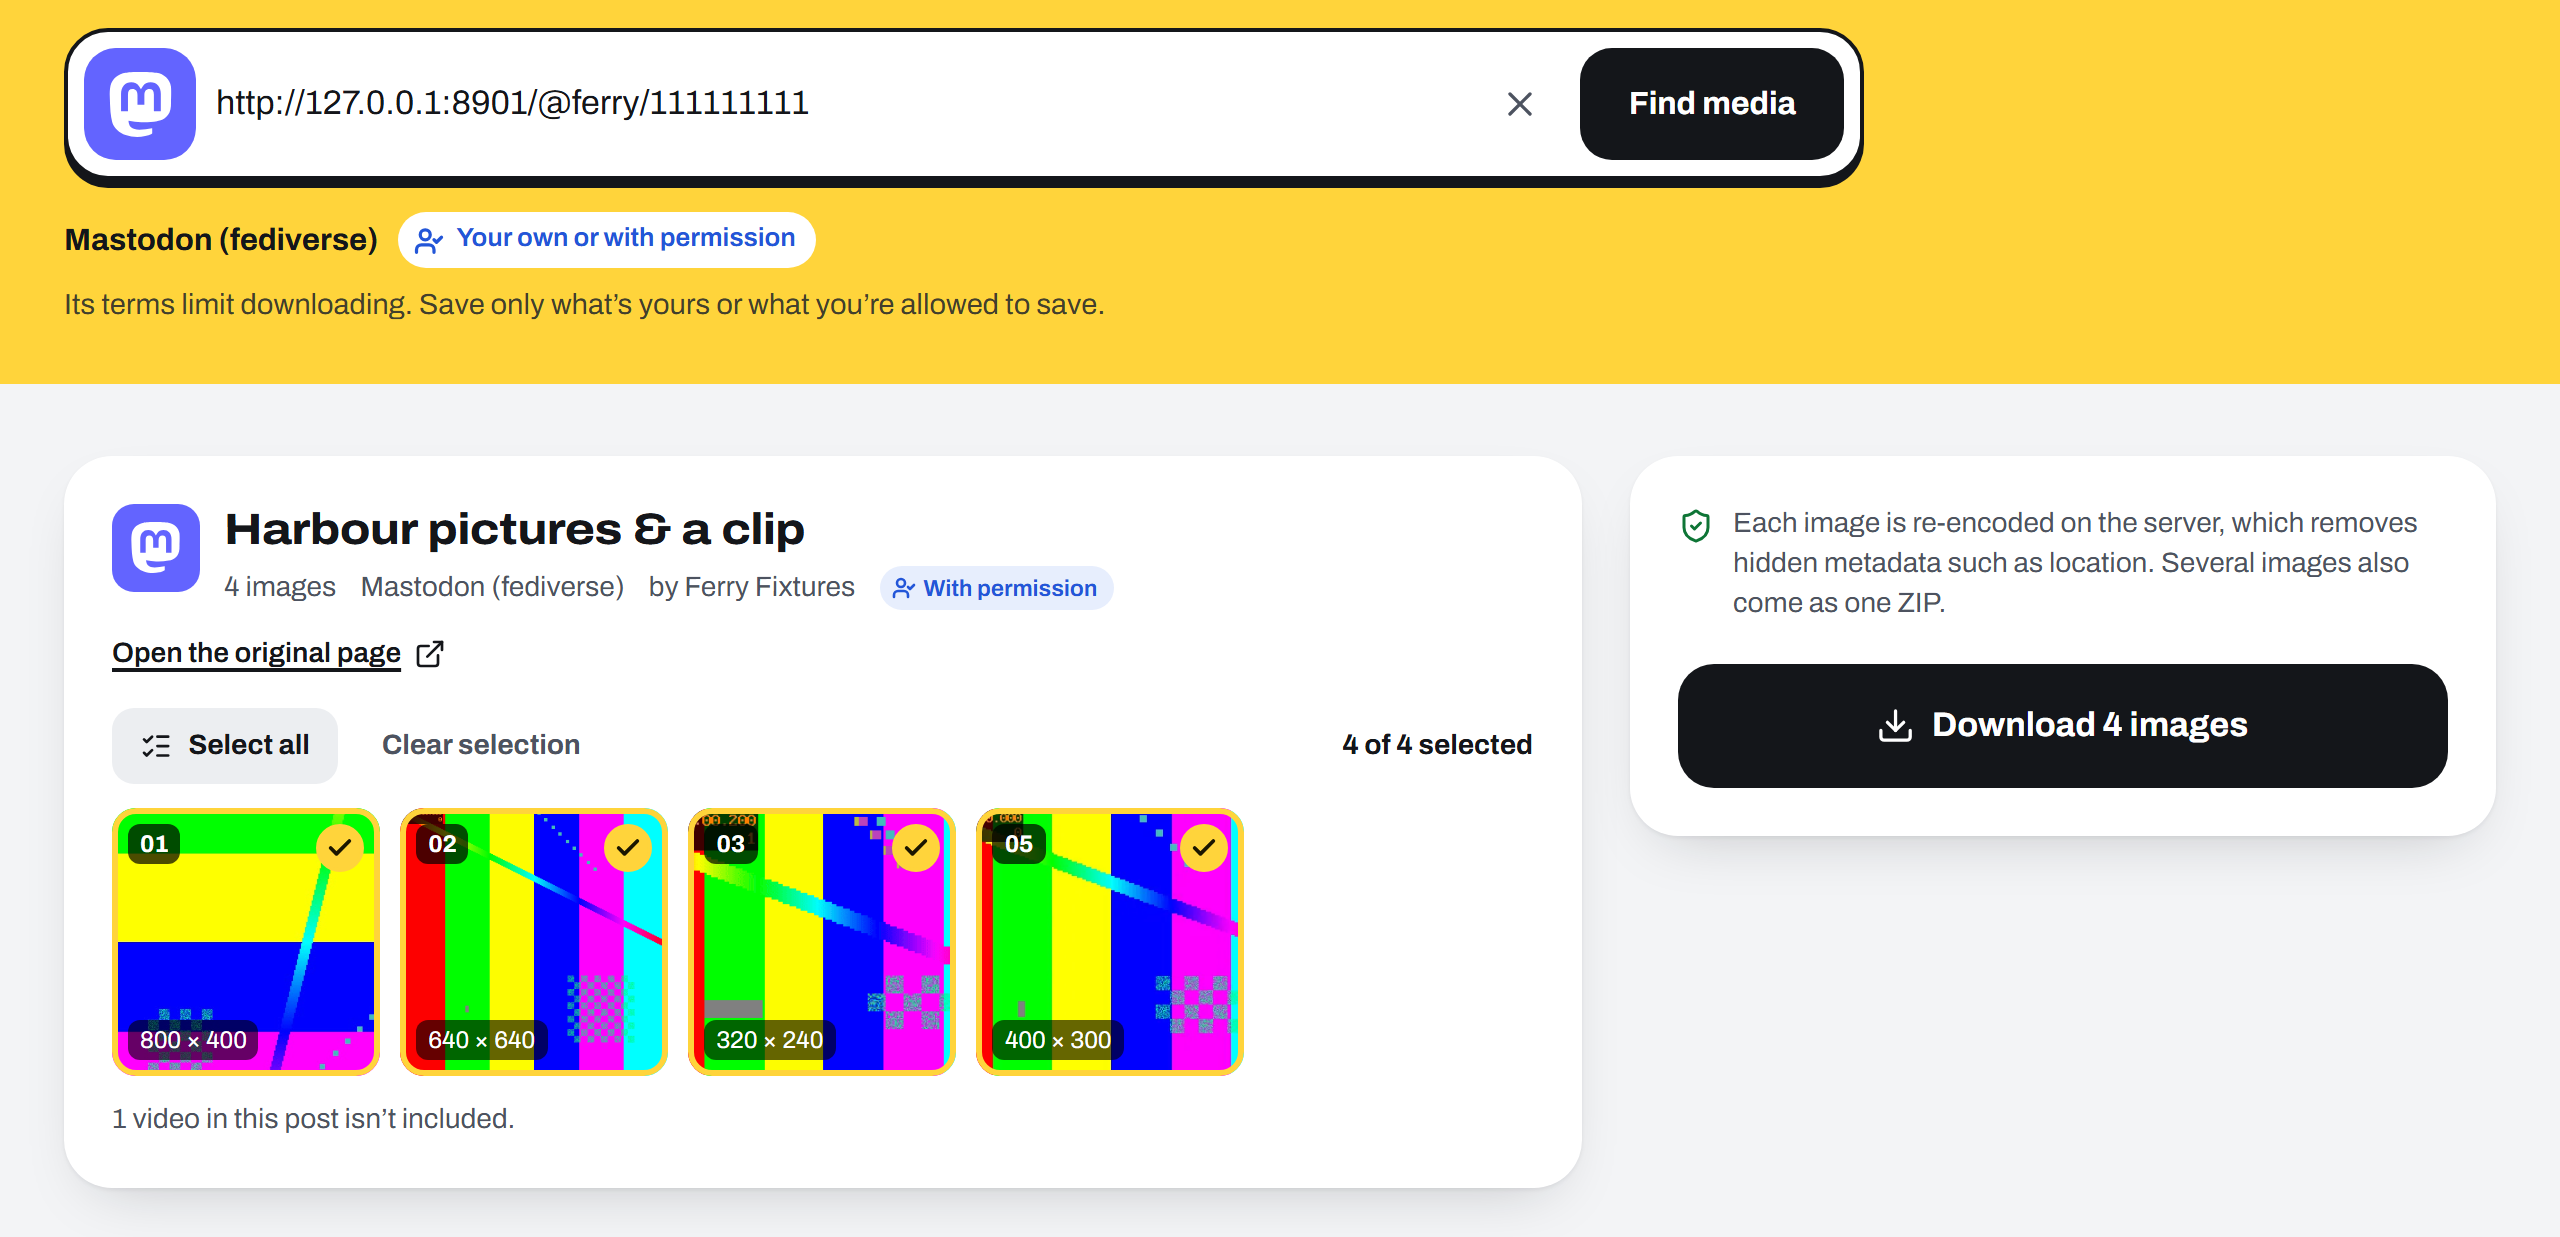 http://127.0.0.1:8901/@ferry/111111111
Find media
Mastodon (fediverse)
Your own or with permission
Its terms limit downloading. Save only what’s yours or what you’re allowed to save.
Harbour pictures & a clip
4 images Mastodon (fediverse) by Ferry Fixtures With permission
Open the original page
Select all
Clear selection
4 of 4 selected
01
800 × 400
02
640 × 640
03
320 × 240
05
400 × 300
1 video in this post isn’t included.
Each image is re-encoded on the server, which removes
hidden metadata such as location. Several images also
come as one ZIP.
Download 4 images